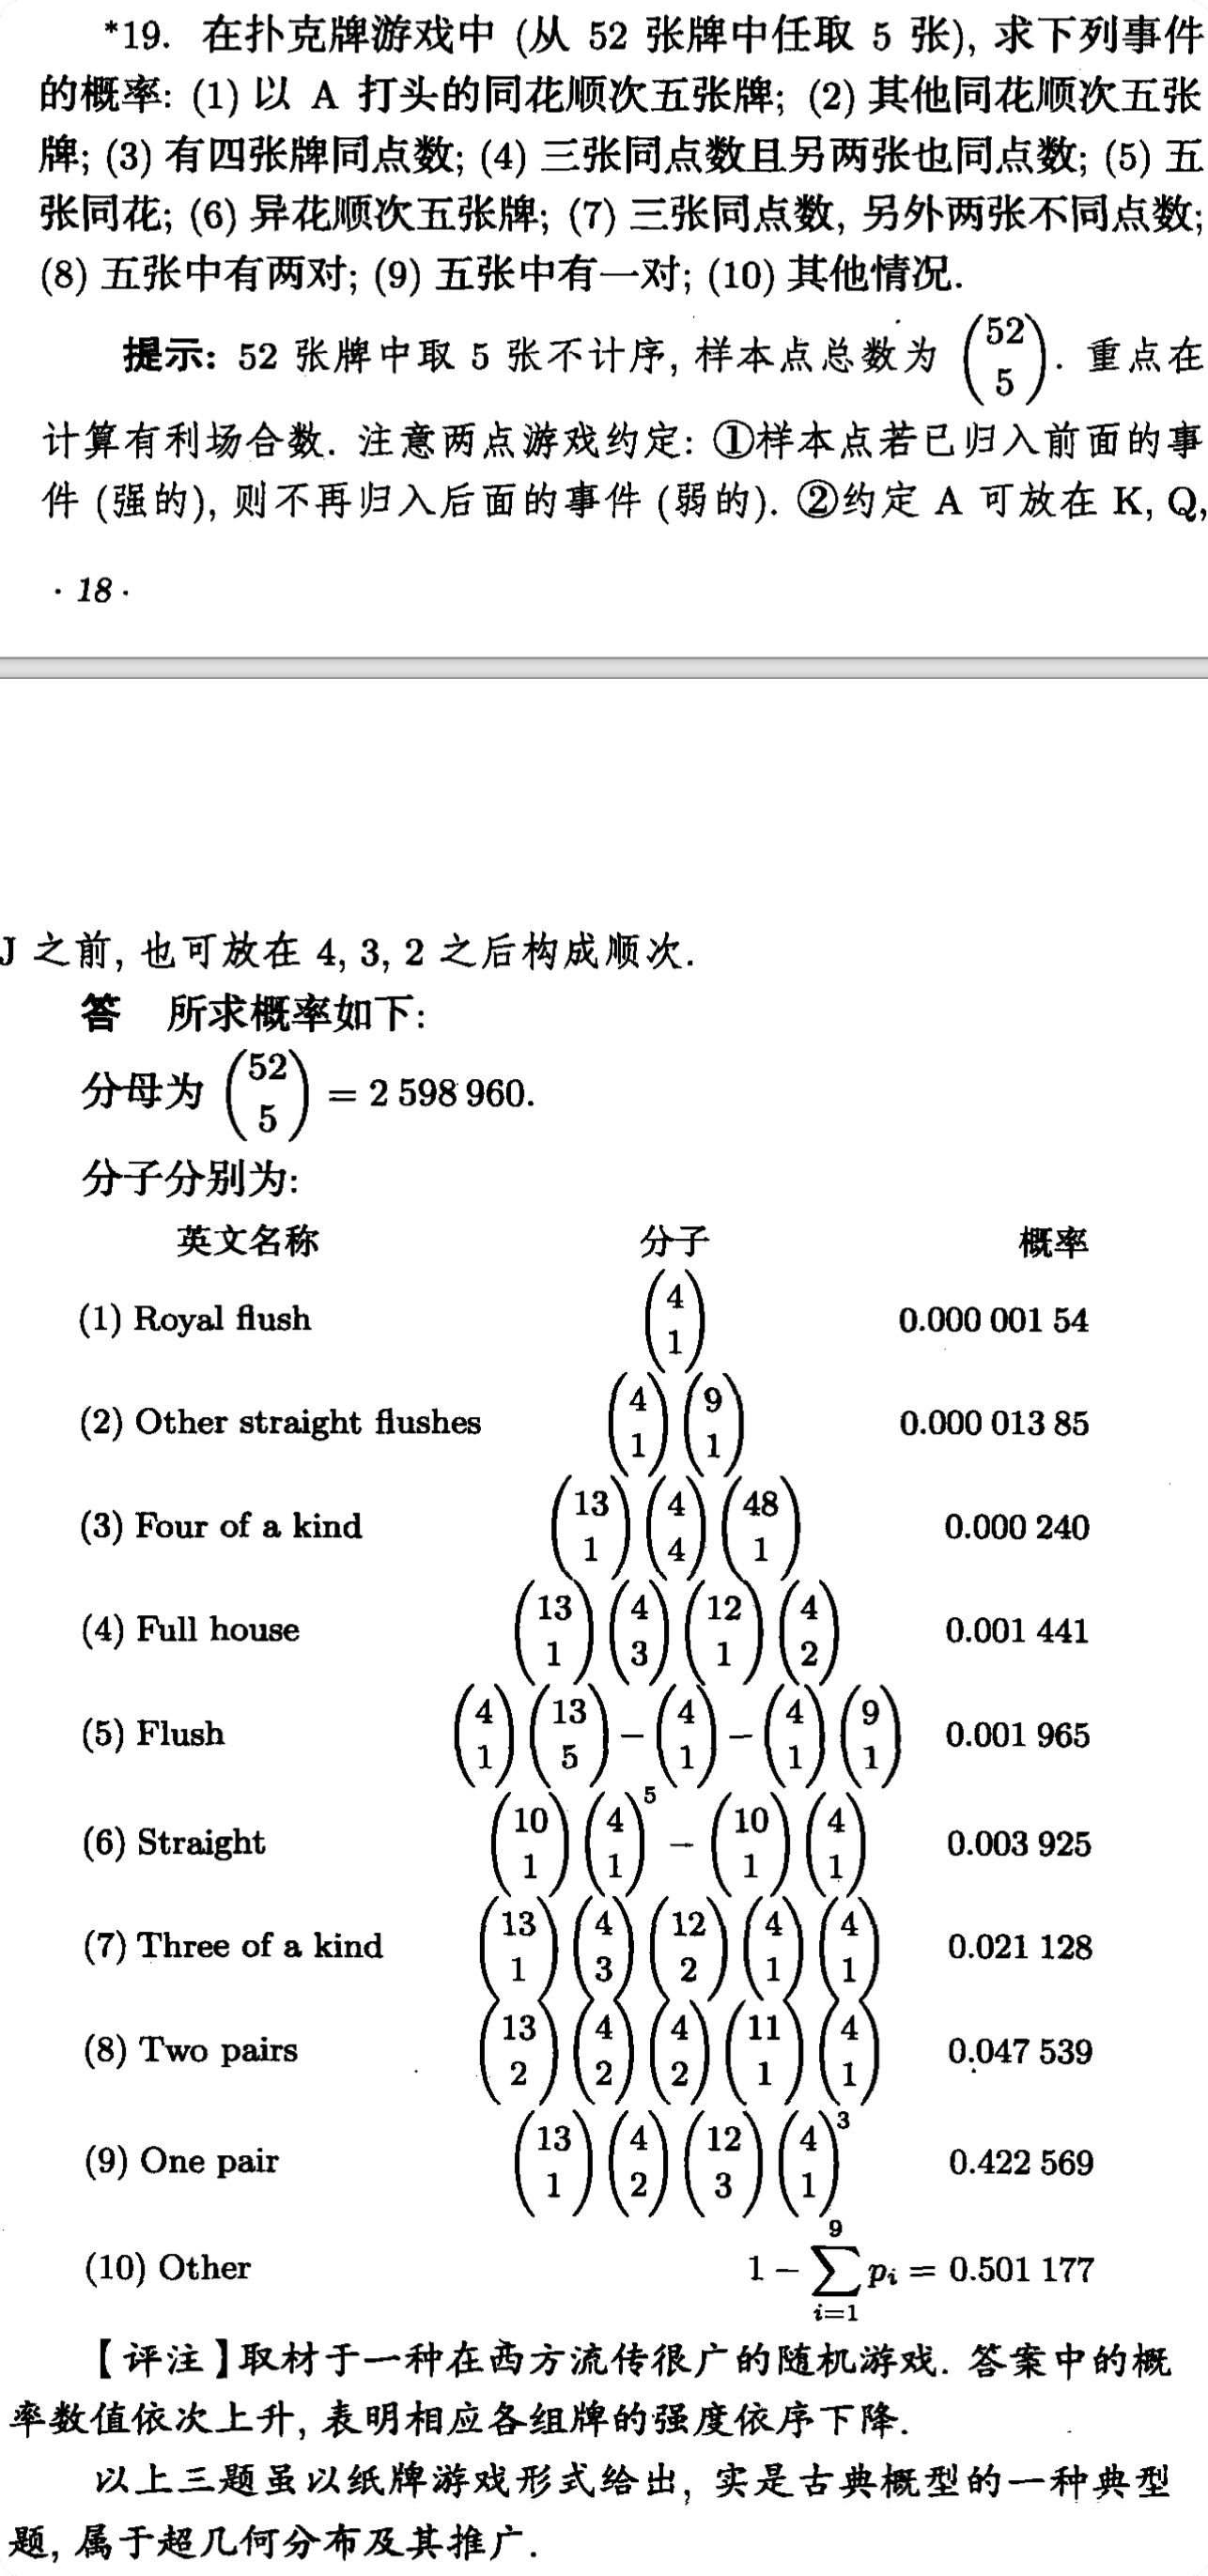 *19. 在扑克牌游戏中 (从 52 张牌中任取 5 张), 求下列事件
的概率: (1) 以 A 打头的同花顺次五张牌; (2) 其他同花顺次五张
牌; (3) 有四张牌同点数; (4) 三张同点数且另两张也同点数; (5) 五
张同花; (6) 异花顺次五张牌; (7) 三张同点数, 另外两张不同点数;
(8) 五张中有两对; (9) 五张中有一对; (10) 其他情况.
提示: 52 张牌中取 5 张不计序, 样本点总数为 \binom{52}{5}. 重点在
计算有利场合数. 注意两点游戏约定: ①样本点若已归入前面的事
件 (强的), 则不再归入后面的事件 (弱的). ②约定 A 可放在 K, Q,
· 18 ·
J 之前, 也可放在 4, 3, 2 之后构成顺次.
答 所求概率如下:
分母为 \binom{52}{5} = 2 598 960.
分子分别为:
英文名称 分子 概率
(1) Royal flush \binom{4}{1} 0.000 001 54
(2) Other straight flushes \binom{4}{1}\binom{9}{1} 0.000 013 85
(3) Four of a kind \binom{13}{1}\binom{4}{4}\binom{48}{1} 0.000 240
(4) Full house \binom{13}{1}\binom{4}{3}\binom{12}{1}\binom{4}{2} 0.001 441
(5) Flush \binom{4}{1}\binom{13}{5} - \binom{4}{1} - \binom{4}{1}\binom{9}{1} 0.001 965
(6) Straight \binom{10}{1}\binom{4}{1}^5 - \binom{10}{1}\binom{4}{1} 0.003 925
(7) Three of a kind \binom{13}{1}\binom{4}{3}\binom{12}{2}\binom{4}{1}\binom{4}{1} 0.021 128
(8) Two pairs \binom{13}{2}\binom{4}{2}\binom{4}{2}\binom{11}{1}\binom{4}{1} 0.047 539
(9) One pair \binom{13}{1}\binom{4}{2}\binom{12}{3}\binom{4}{1}^3 0.422 569
(10) Other 1 - \sum_{i=1}^{9} p_i = 0.501 177
【评注】取材于一种在西方流传很广的随机游戏. 答案中的概
率数值依次上升, 表明相应各组牌的强度依序下降.
以上三题虽以纸牌游戏形式给出, 实是古典概型的一种典型
题, 属于超几何分布及其推广.